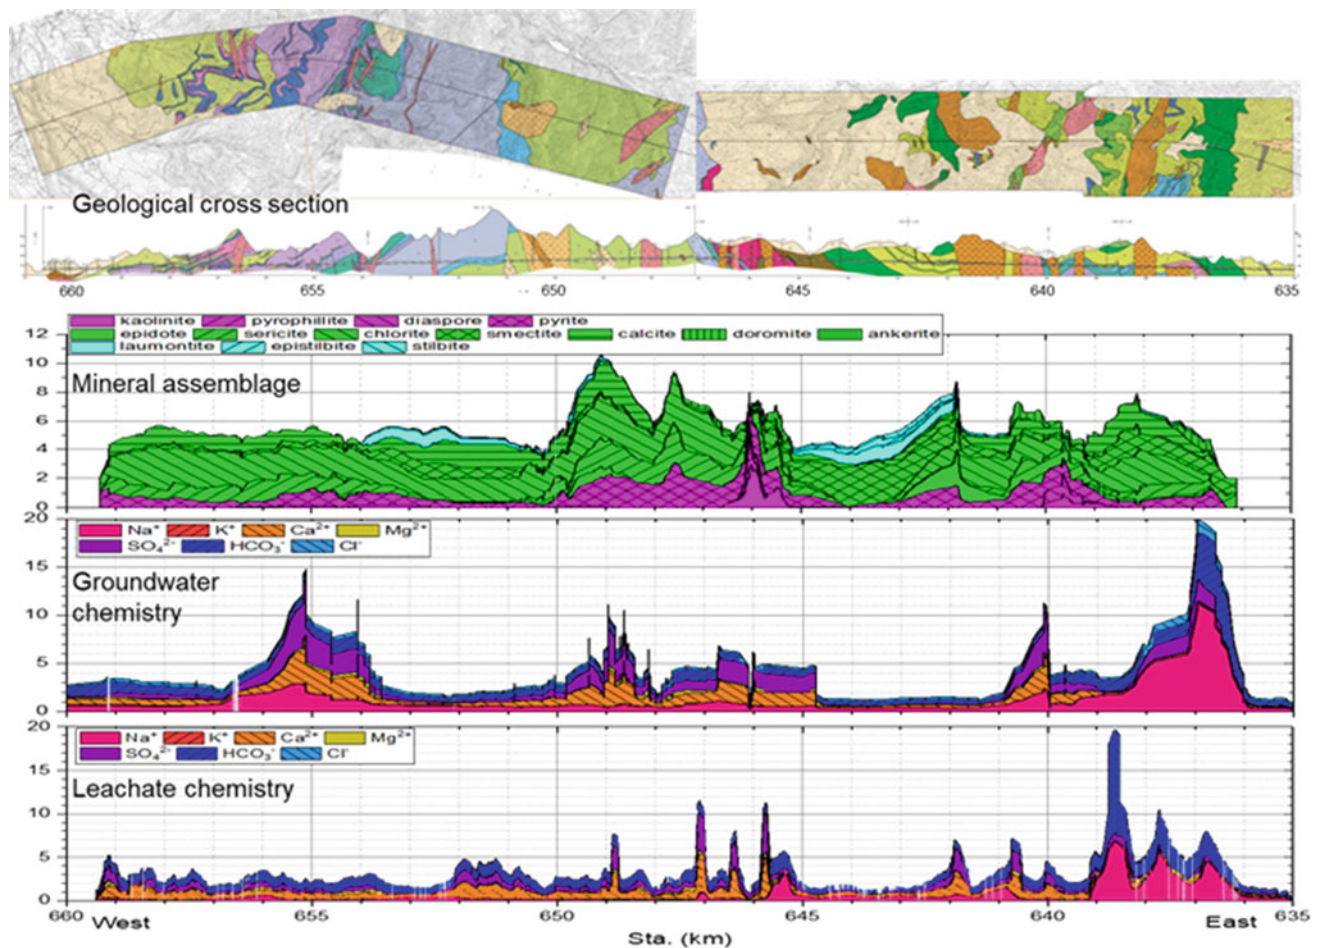 Geological cross section
660 655 650 645 640 635
kaolinite pyrophillite diaspore pyrite
epidote sericite chlorite smectite calcite doromite ankerite
laumontite epistilbite stilbite
Mineral assemblage
12
10
8
6
4
2
0
Na⁺ K⁺ Ca²⁺ Mg²⁺
SO₄²⁻ HCO₃⁻ Cl⁻
Groundwater
chemistry
20
15
10
5
0
Na⁺ K⁺ Ca²⁺ Mg²⁺
SO₄²⁻ HCO₃⁻ Cl⁻
Leachate chemistry
20
15
10
5
0
660 655 650 645 640 635
West East
Sta. (km)